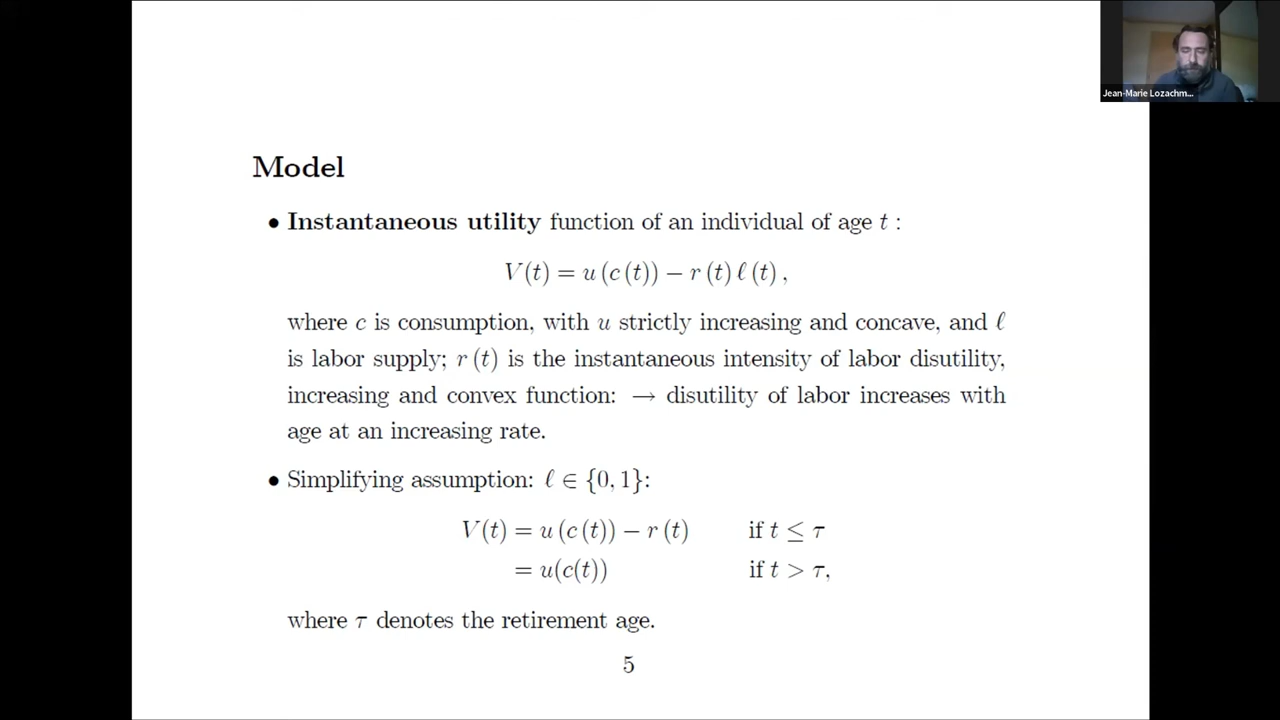 Jean-Marie Lozachm...
Model
• Instantaneous utility function of an individual of age t :
V(t) = u (c (t)) − r (t) ℓ (t) ,
where c is consumption, with u strictly increasing and concave, and ℓ
is labor supply; r (t) is the instantaneous intensity of labor disutility,
increasing and convex function: → disutility of labor increases with
age at an increasing rate.
• Simplifying assumption: ℓ ∈ {0, 1}:
V(t) = u (c (t)) − r (t) if t ≤ τ
= u(c(t)) if t > τ,
where τ denotes the retirement age.
5